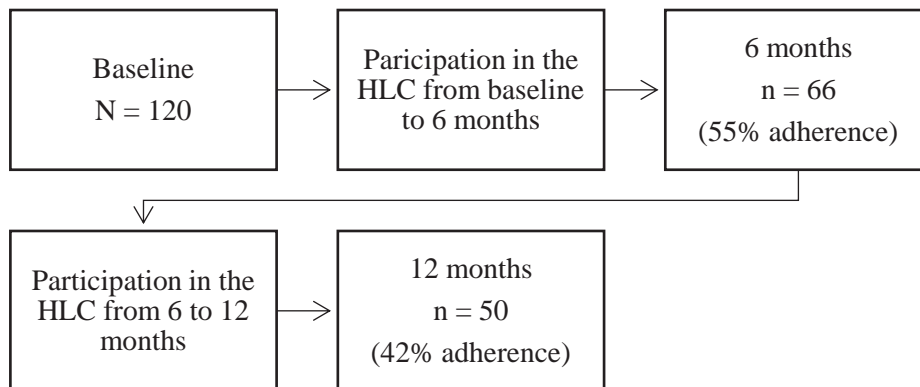 Baseline
N = 120
Paricipation in the
HLC from baseline
to 6 months
6 months
n = 66
(55% adherence)
Participation in the
HLC from 6 to 12
months
12 months
n = 50
(42% adherence)